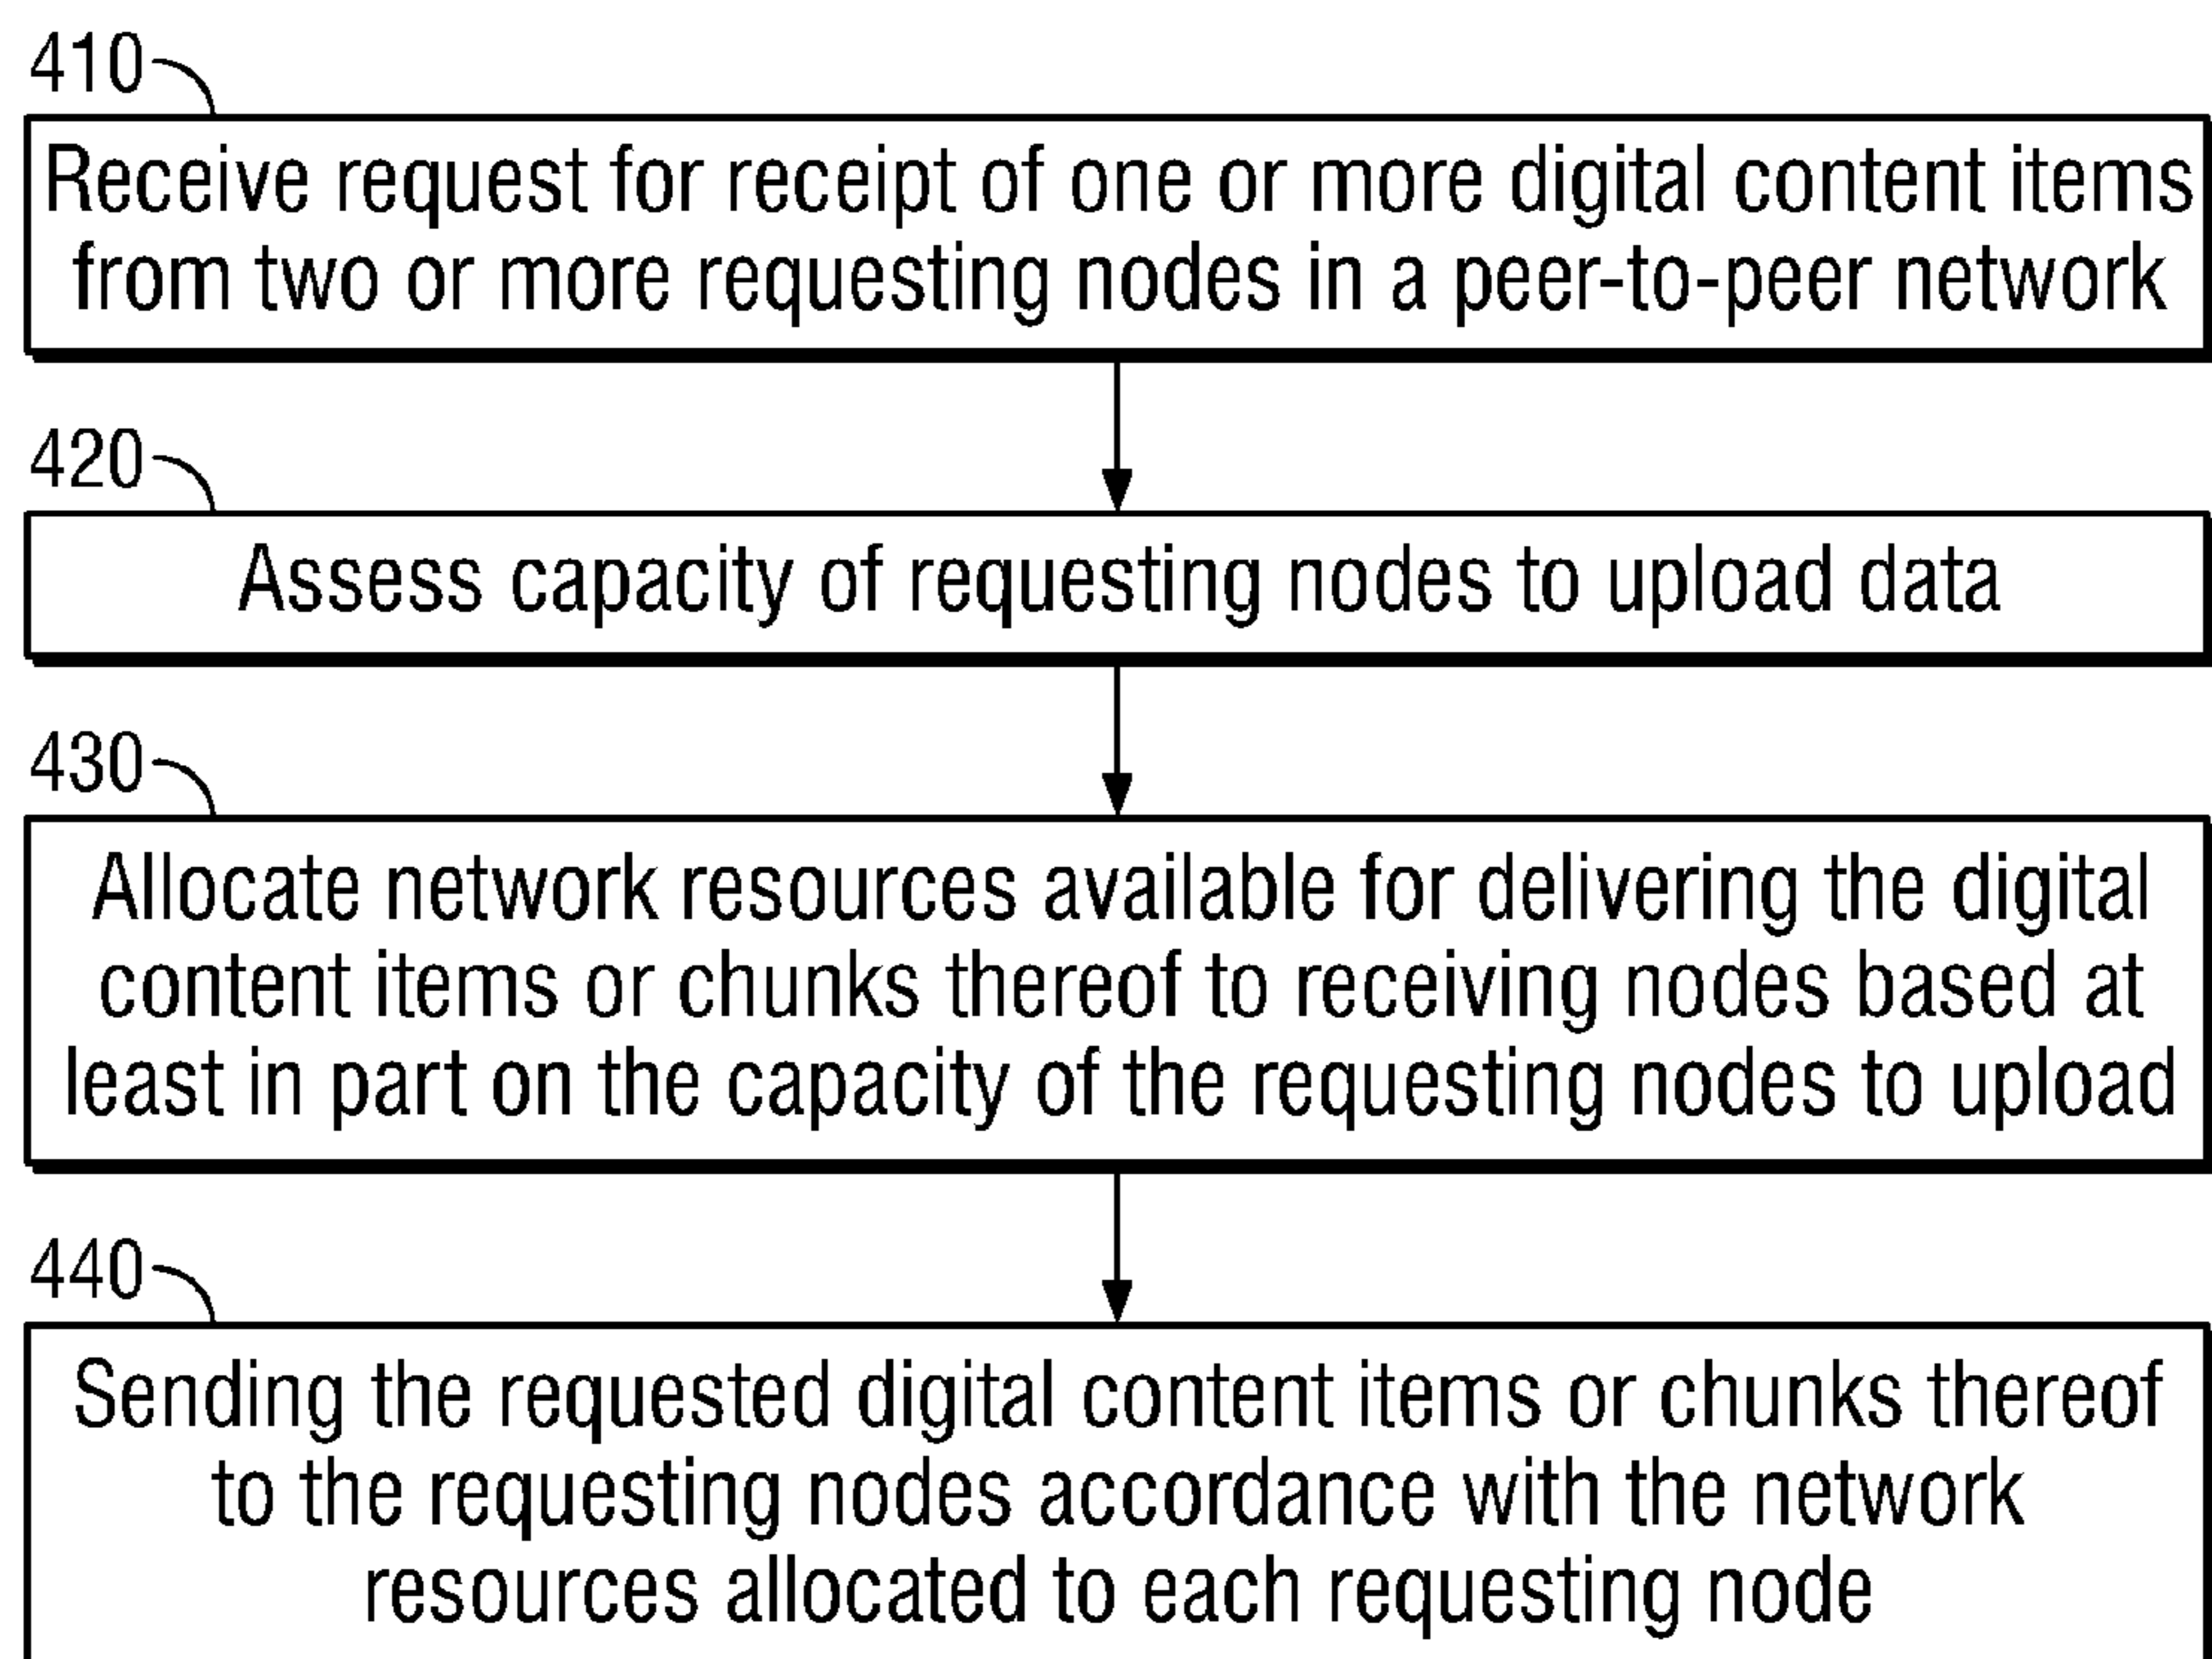 410
Receive request for receipt of one or more digital content items
from two or more requesting nodes in a peer-to-peer network
420
Assess capacity of requesting nodes to upload data
430
Allocate network resources available for delivering the digital
content items or chunks thereof to receiving nodes based at
least in part on the capacity of the requesting nodes to upload
440
Sending the requested digital content items or chunks thereof
to the requesting nodes accordance with the network
resources allocated to each requesting node